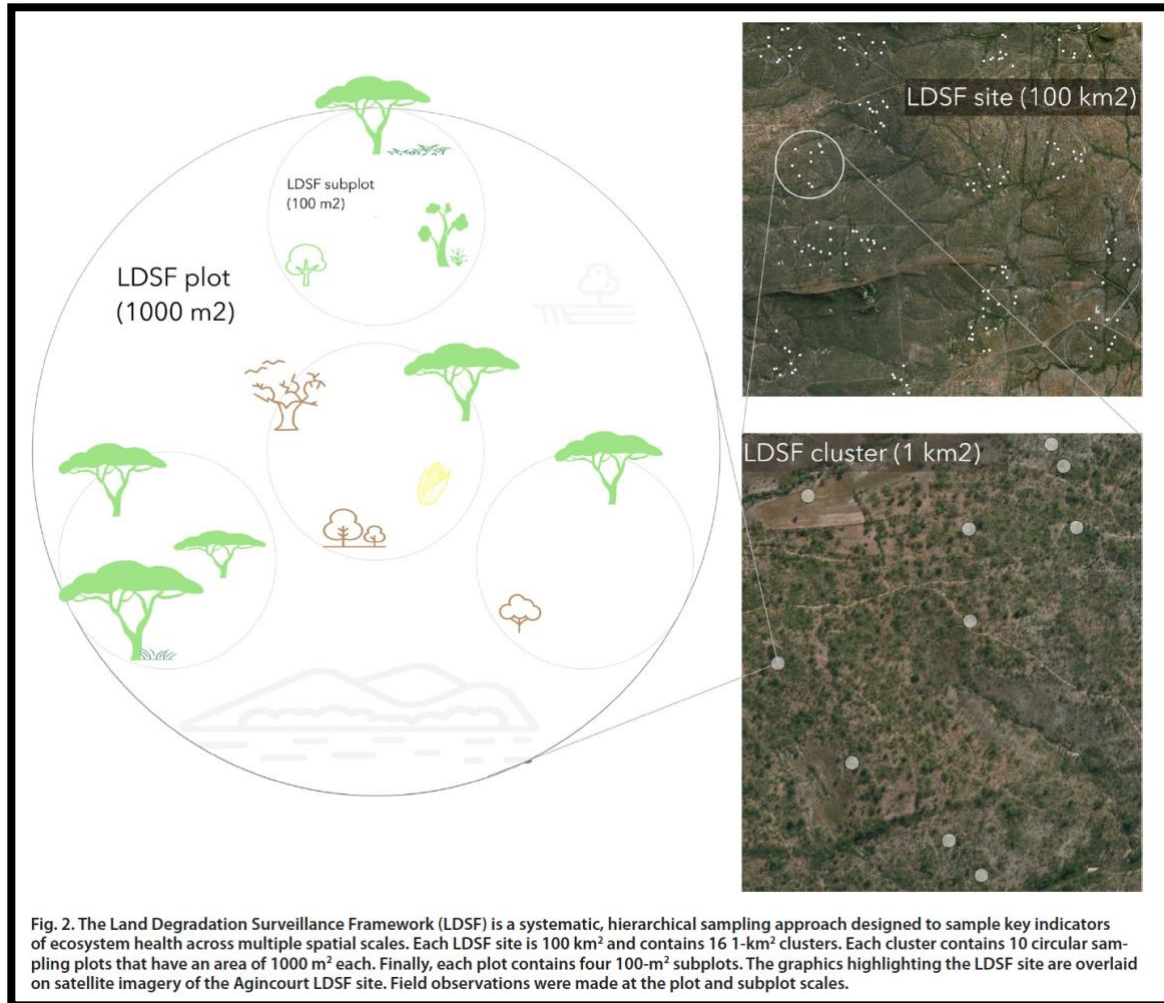 LDSF site (100 km2)
LDSF subplot
(100 m2)
LDSF plot
(1000 m2)
LDSF cluster (1 km2)
Fig. 2. The Land Degradation Surveillance Framework (LDSF) is a systematic, hierarchical sampling approach designed to sample key indicators
of ecosystem health across multiple spatial scales. Each LDSF site is 100 km² and contains 16 1-km² clusters. Each cluster contains 10 circular sam-
pling plots that have an area of 1000 m² each. Finally, each plot contains four 100-m² subplots. The graphics highlighting the LDSF site are overlaid
on satellite imagery of the Agincourt LDSF site. Field observations were made at the plot and subplot scales.